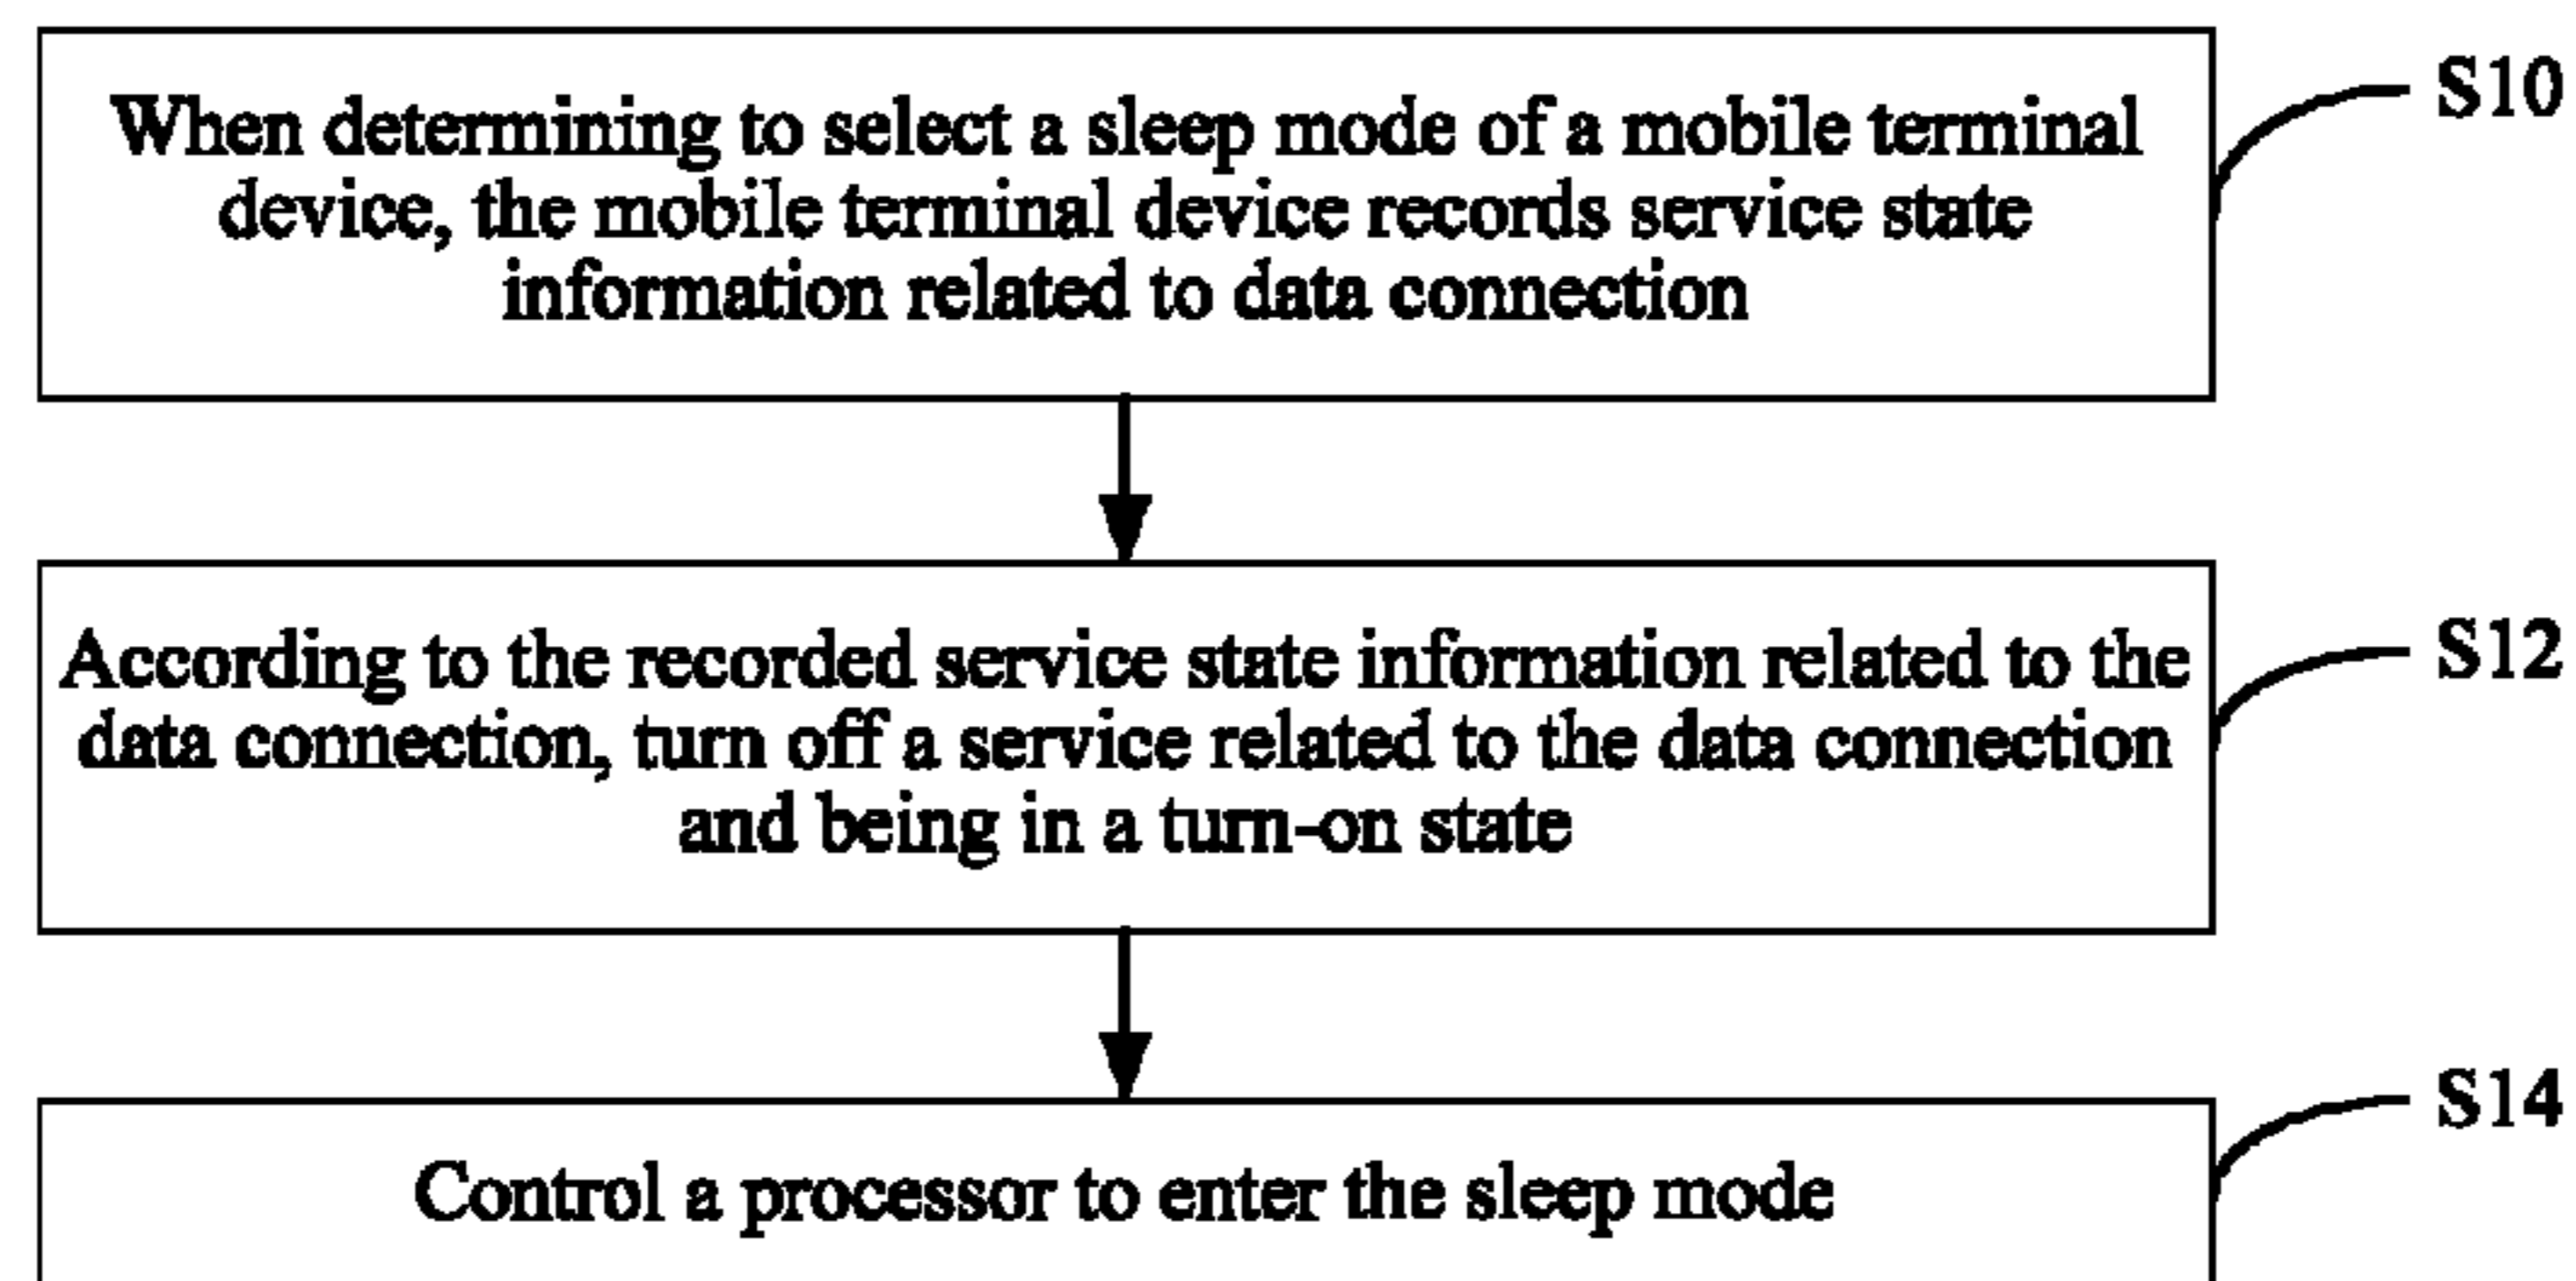 When determining to select a sleep mode of a mobile terminal
device, the mobile terminal device records service state
information related to data connection
S10
According to the recorded service state information related to the
data connection, turn off a service related to the data connection
and being in a turn-on state
S12
Control a processor to enter the sleep mode
S14